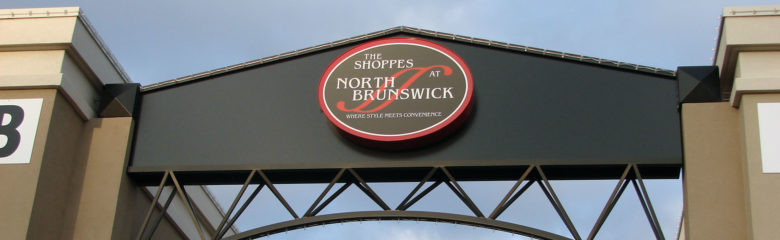 THE
SHOPPES
NORTH AT
BRUNSWICK
WHERE STYLE MEETS CONVENIENCE
B